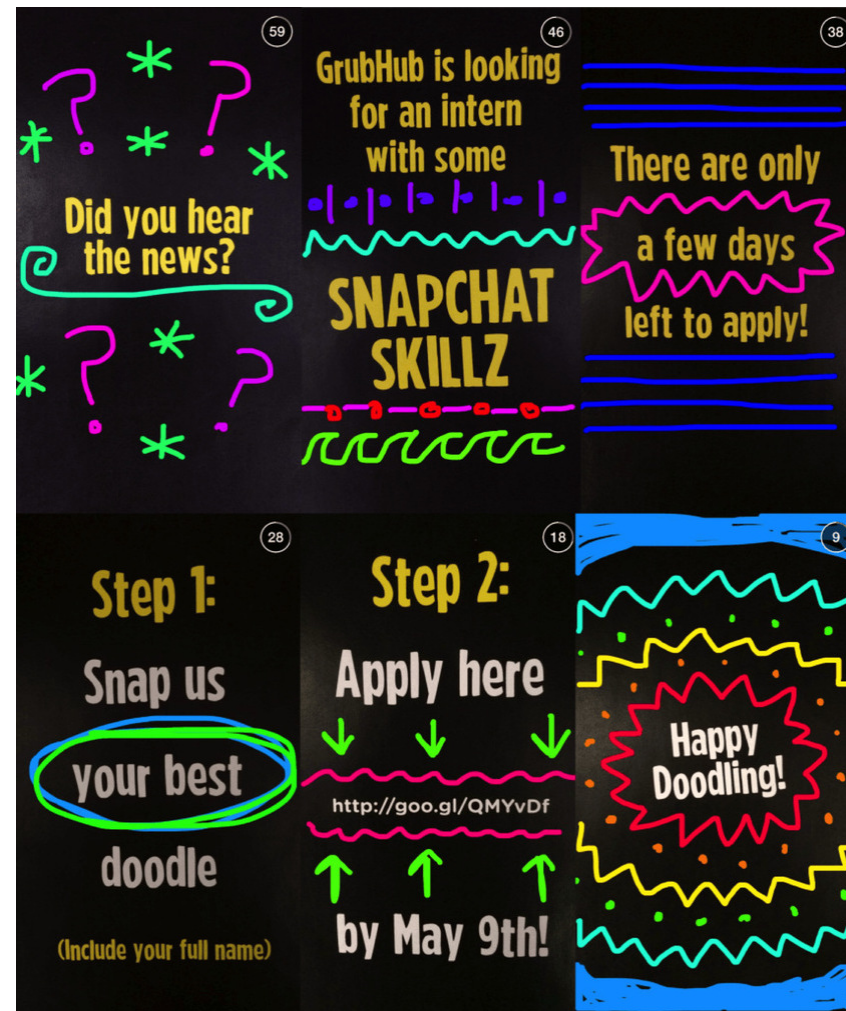 59
Did you hear
the news?
46
GrubHub is looking
for an intern
with some
SNAPCHAT
SKILLZ
38
There are only
a few days
left to apply!
28
Step 1:
Snap us
your best
doodle
(Include your full name)
18
Step 2:
Apply here
http://goo.gl/QMYvDf
by May 9th!
9
Happy
Doodling!